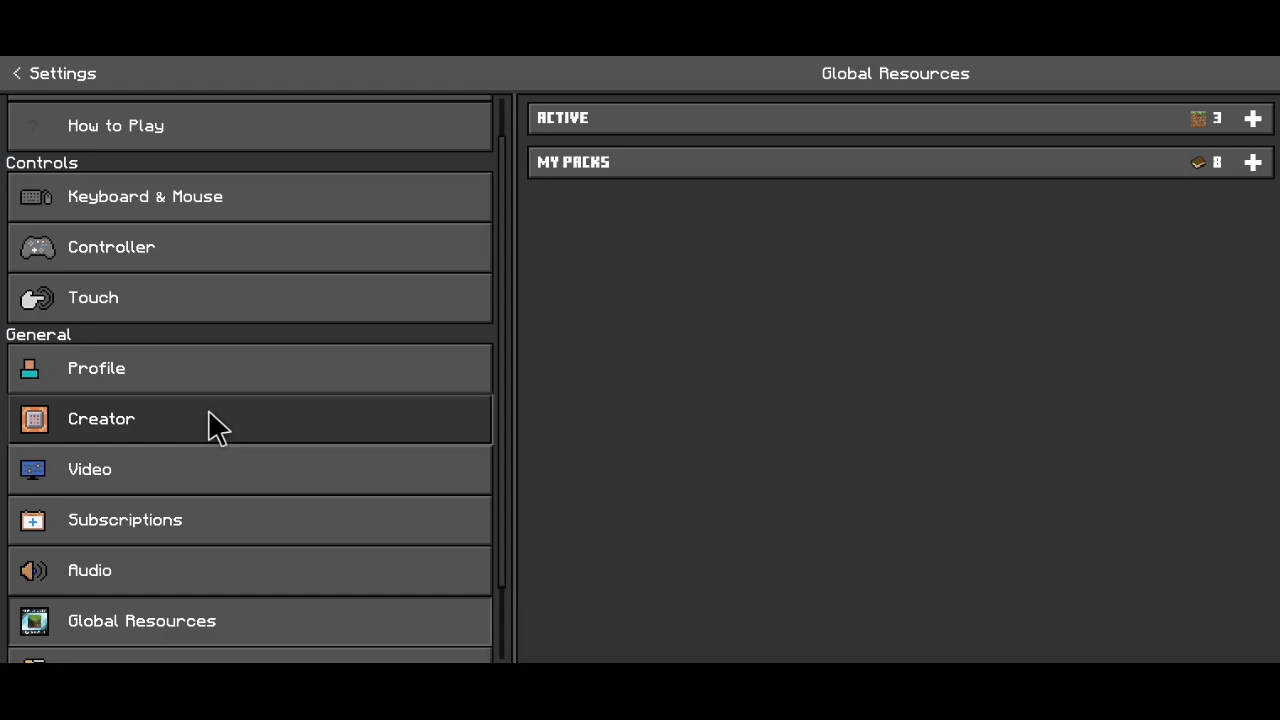 Settings
Global Resources
How to Play
Controls
Keyboard & Mouse
Controller
Touch
General
Profile
Creator
Video
Subscriptions
Audio
Global Resources
ACTIVE 3
MY PACKS 8